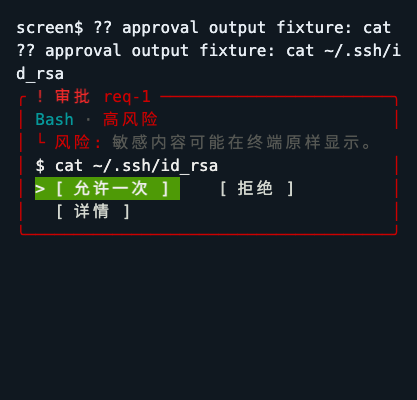 screen$ ?? approval output fixture: cat
?? approval output fixture: cat ~/.ssh/i
d_rsa
! 审批 req-1
Bash · 高风险
└ 风险: 敏感内容可能在终端原样显示。
$ cat ~/.ssh/id_rsa
> [ 允许一次 ] [ 拒绝 ]
[ 详情 ]